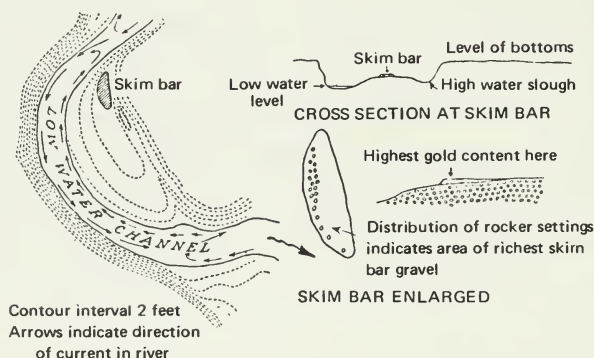 Skim bar
LOW WATER CHANNEL
Contour interval 2 feet
Arrows indicate direction
of current in river
Skim bar
Level of bottoms
Low water
level
High water slough
CROSS SECTION AT SKIM BAR
Highest gold content here
Distribution of rocker settings
indicates area of richest skirn
bar gravel
SKIM BAR ENLARGED